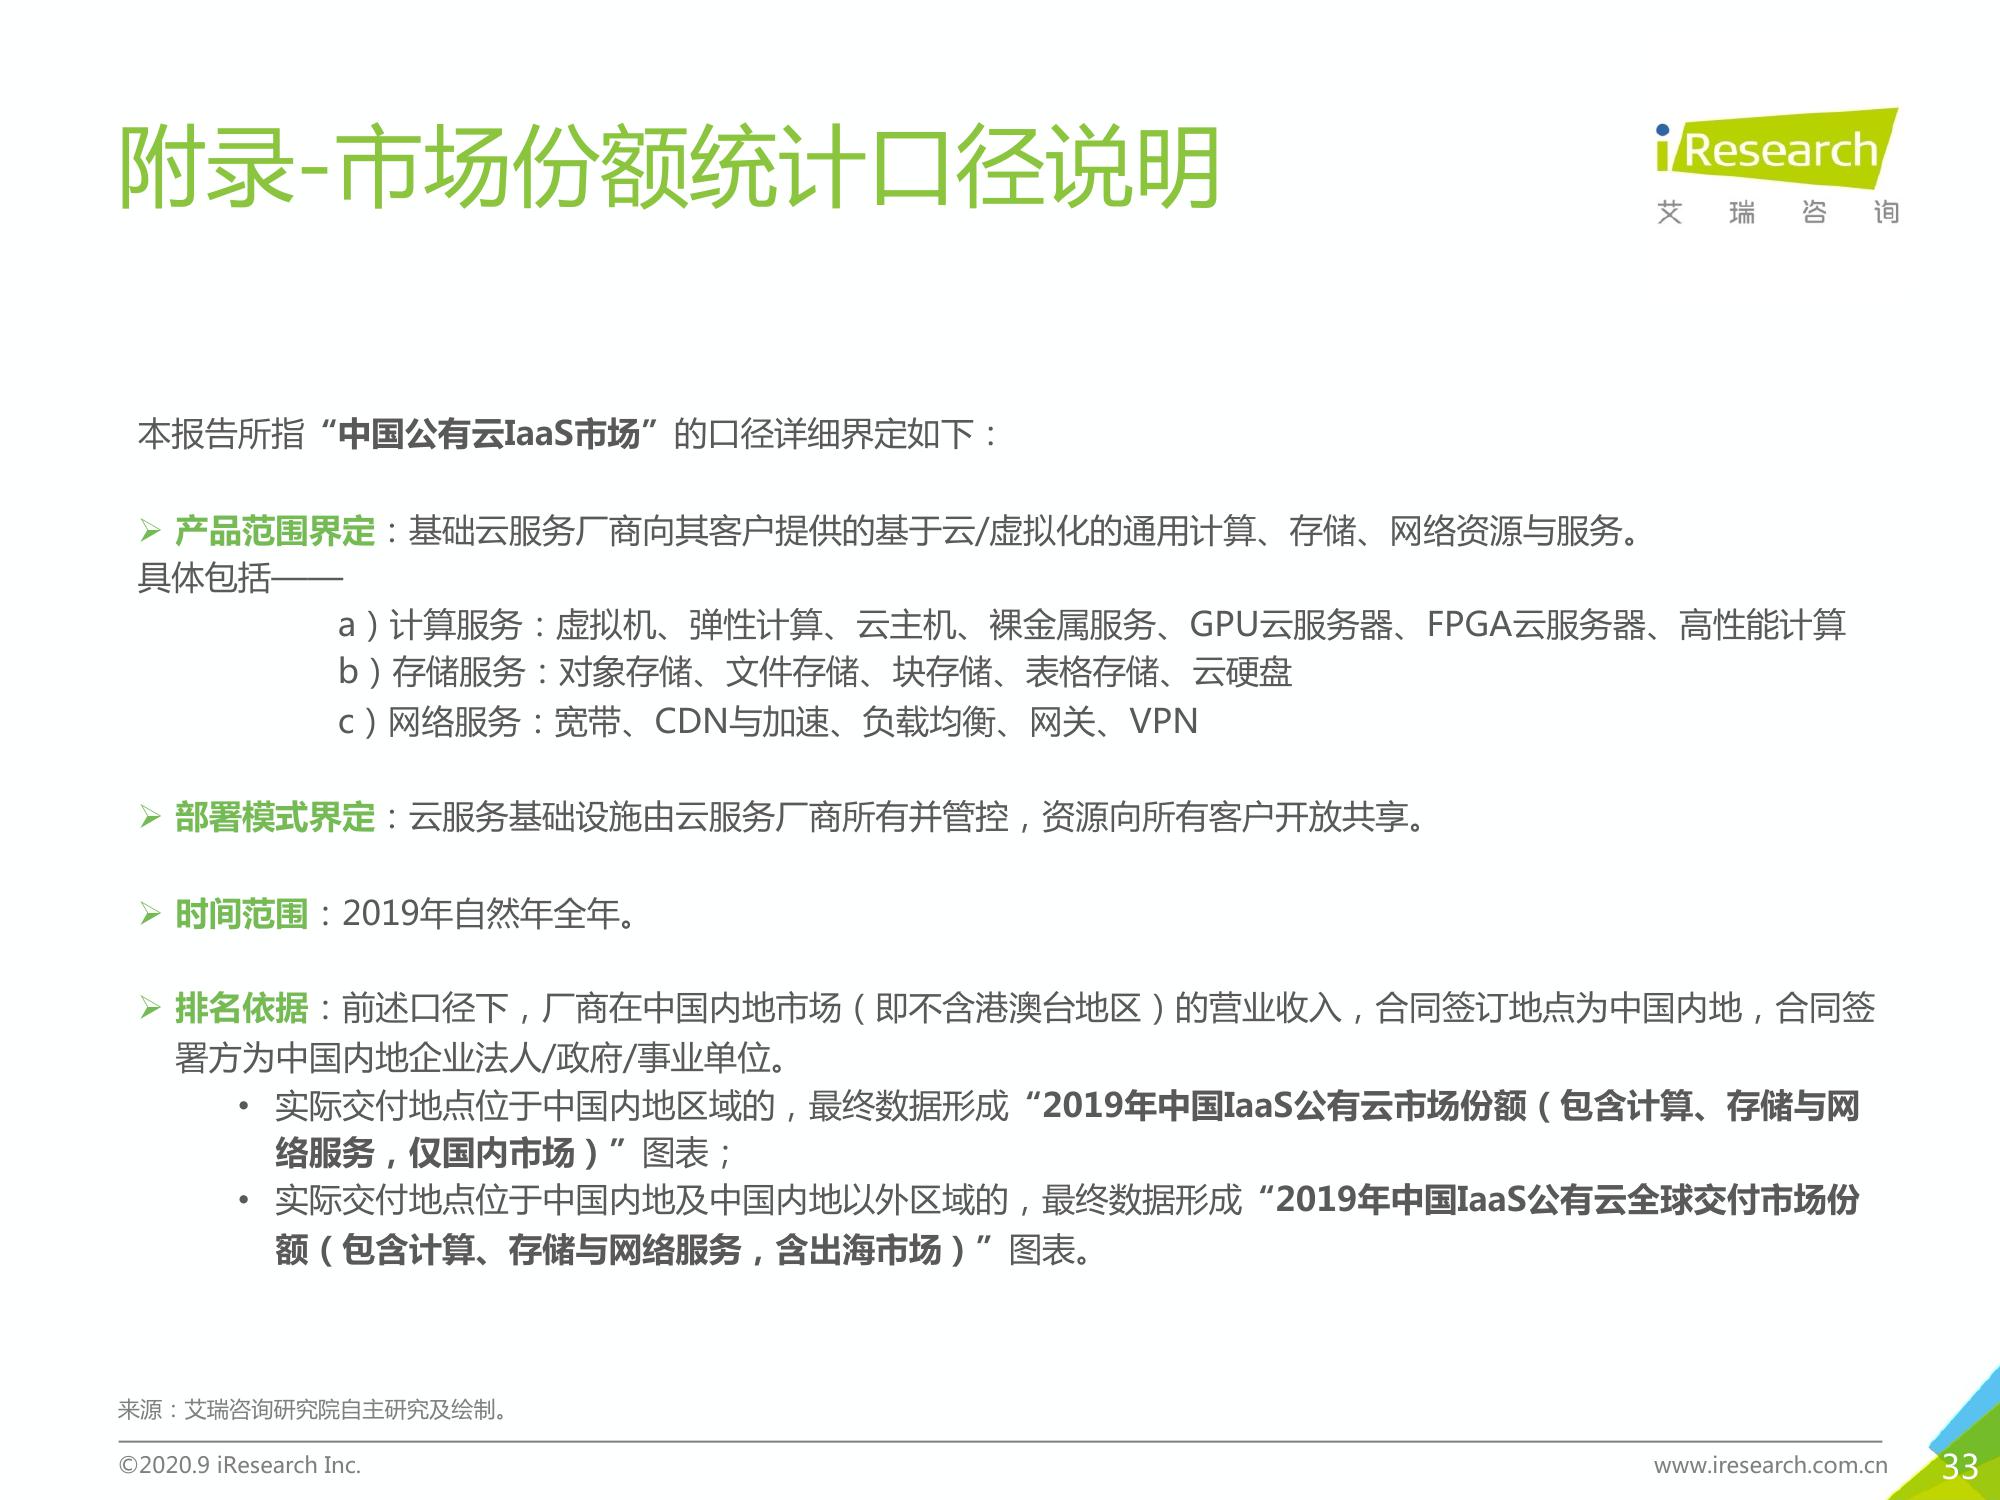 附录-市场份额统计口径说明
iResearch
艾瑞咨询
本报告所指“中国公有云IaaS市场”的口径详细界定如下：
➢ 产品范围界定：基础云服务厂商向其客户提供的基于云/虚拟化的通用计算、存储、网络资源与服务。
具体包括——
a）计算服务：虚拟机、弹性计算、云主机、裸金属服务、GPU云服务器、FPGA云服务器、高性能计算
b）存储服务：对象存储、文件存储、块存储、表格存储、云硬盘
c）网络服务：宽带、CDN与加速、负载均衡、网关、VPN
➢ 部署模式界定：云服务基础设施由云服务厂商所有并管控，资源向所有客户开放共享。
➢ 时间范围：2019年自然年全年。
➢ 排名依据：前述口径下，厂商在中国内地市场（即不含港澳台地区）的营业收入，合同签订地点为中国内地，合同签
署方为中国内地企业法人/政府/事业单位。
• 实际交付地点位于中国内地区域的，最终数据形成“2019年中国IaaS公有云市场份额（包含计算、存储与网
络服务，仅国内市场）”图表；
• 实际交付地点位于中国内地及中国内地以外区域的，最终数据形成“2019年中国IaaS公有云全球交付市场份
额（包含计算、存储与网络服务，含出海市场）”图表。
来源：艾瑞咨询研究院自主研究及绘制。
©2020.9 iResearch Inc.
www.iresearch.com.cn
33